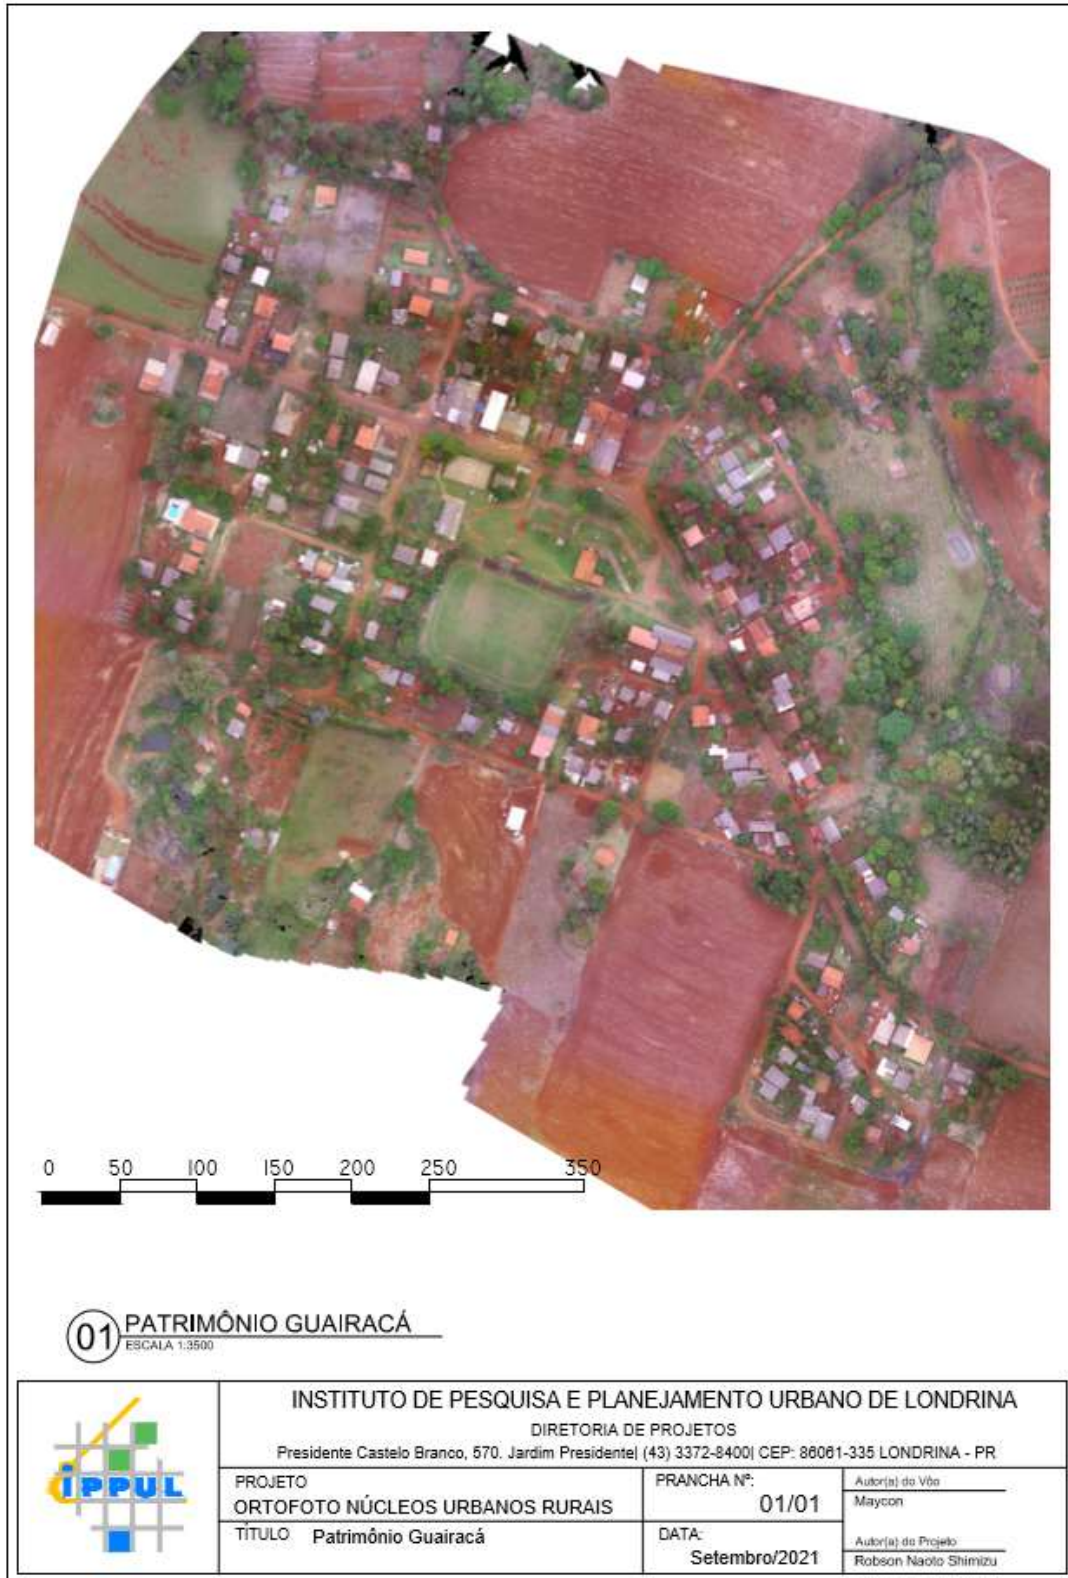 0 50 100 150 200 250 350
01 PATRIMÔNIO GUAIRACÁ
ESCALA 1:3500
IPPUL
INSTITUTO DE PESQUISA E PLANEJAMENTO URBANO DE LONDRINA
DIRETORIA DE PROJETOS
Presidente Castelo Branco, 570. Jardim Presidente| (43) 3372-8400| CEP: 86061-335 LONDRINA - PR
PROJETO
ORTOFOTO NÚCLEOS URBANOS RURAIS
PRANCHA Nº:
01/01
Autor(a) do Vôo
Maycon
TÍTULO Patrimônio Guairacá
DATA:
Setembro/2021
Autor(a) do Projeto
Robson Naoto Shimizu